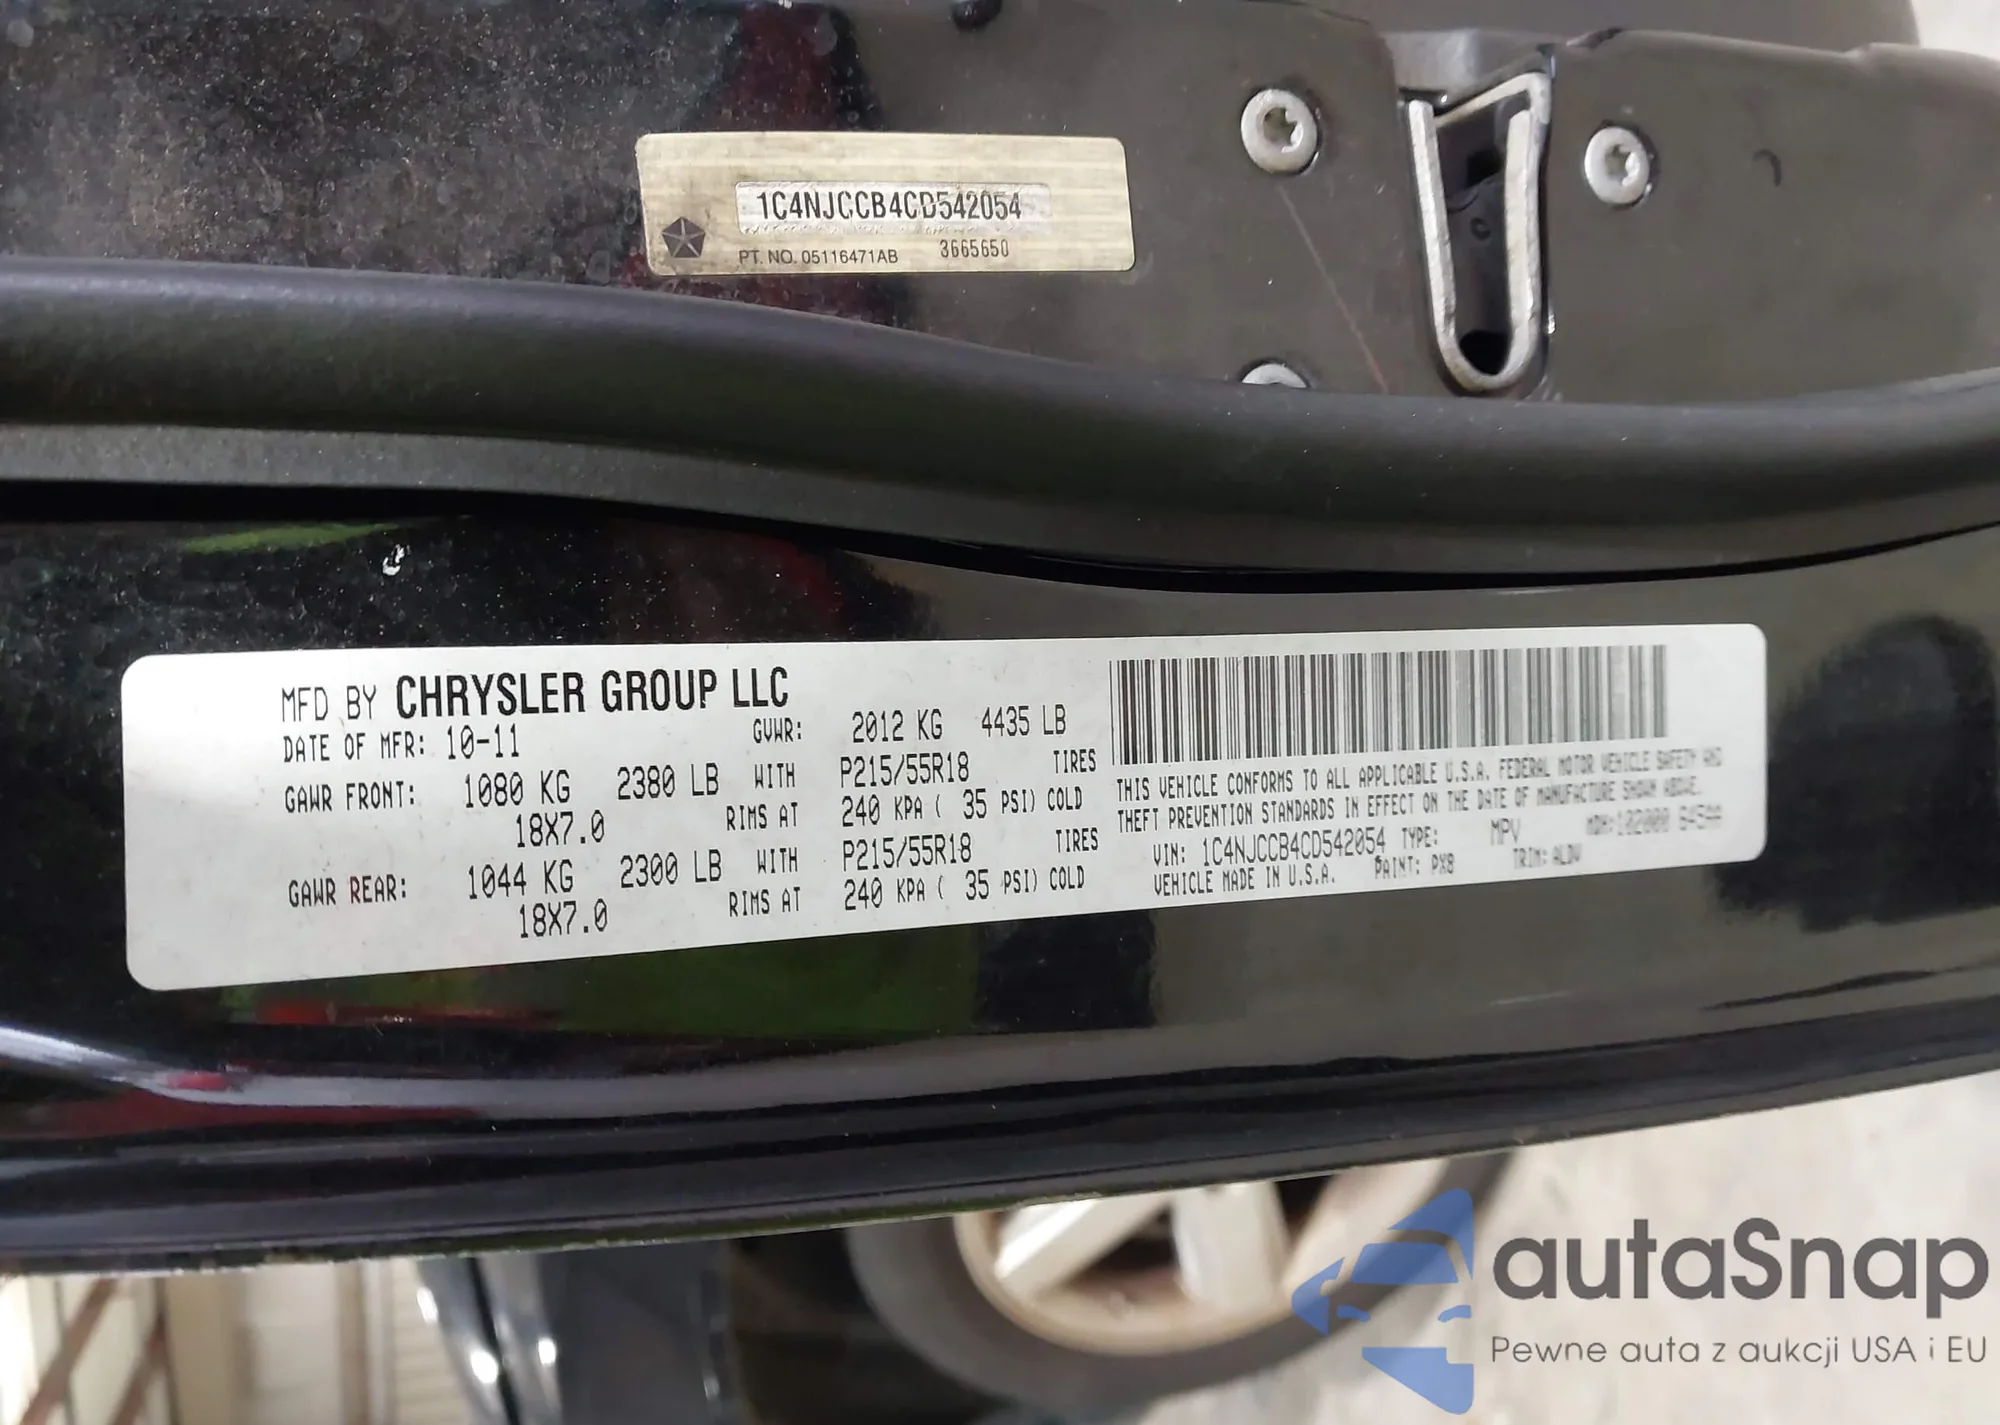 1C4NJCCB4CD542054
PT. NO. 05116471AB 3665650
MFD BY CHRYSLER GROUP LLC
DATE OF MFR: 10-11 GVWR: 2012 KG 4435 LB
GAWR FRONT: 1080 KG 2380 LB WITH P215/55R18 TIRES
18X7.0 RIMS AT 240 KPA ( 35 PSI) COLD
GAWR REAR: 1044 KG 2300 LB WITH P215/55R18 TIRES
18X7.0 RIMS AT 240 KPA ( 35 PSI) COLD
THIS VEHICLE CONFORMS TO ALL APPLICABLE U.S.A. FEDERAL MOTOR VEHICLE SAFETY AND
THEFT PREVENTION STANDARDS IN EFFECT ON THE DATE OF MANUFACTURE SHOWN ABOVE.
VIN: 1C4NJCCB4CD542054 TYPE: MPV MDH:102000
VEHICLE MADE IN U.S.A. PAINT: PX8 TRIM: ALDV
autaSnap
Pewne auta z aukcji USA i EU